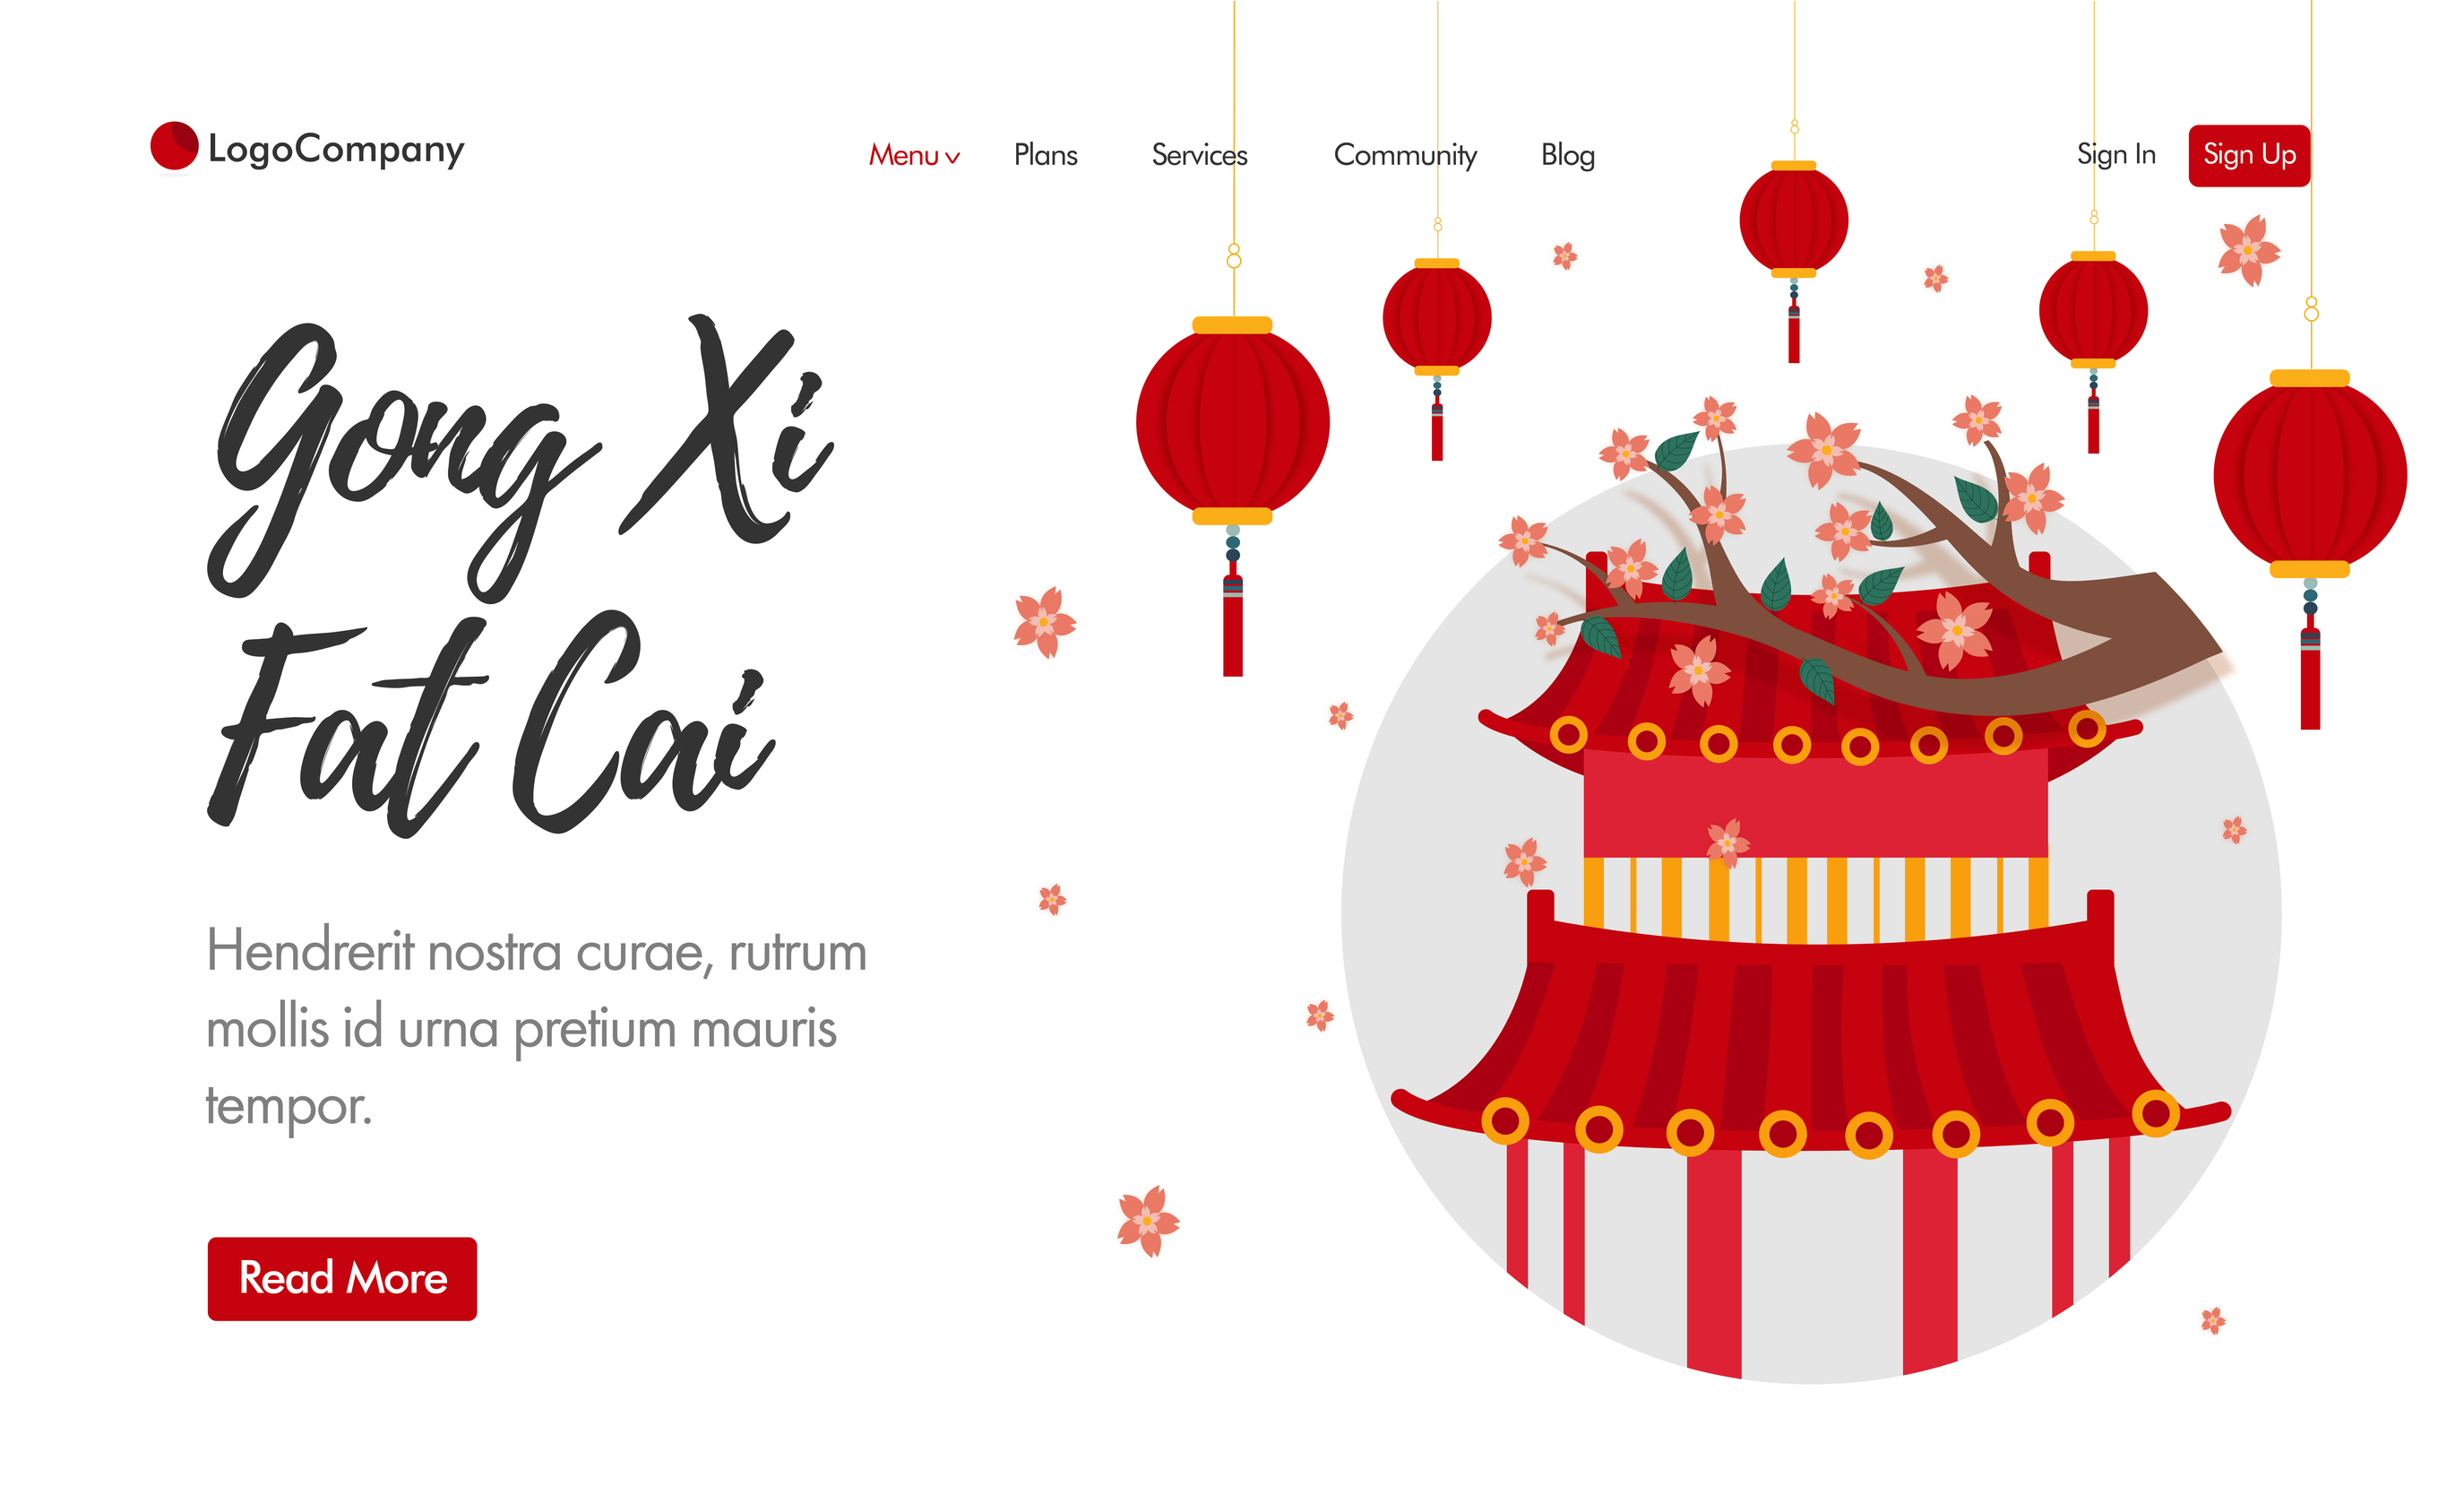 LogoCompany
Menu Plans Services Community Blog Sign In Sign Up
Gong Xi
Fat Cai
Hendrerit nostra curae, rutrum
mollis id urna pretium mauris
tempor.
Read More